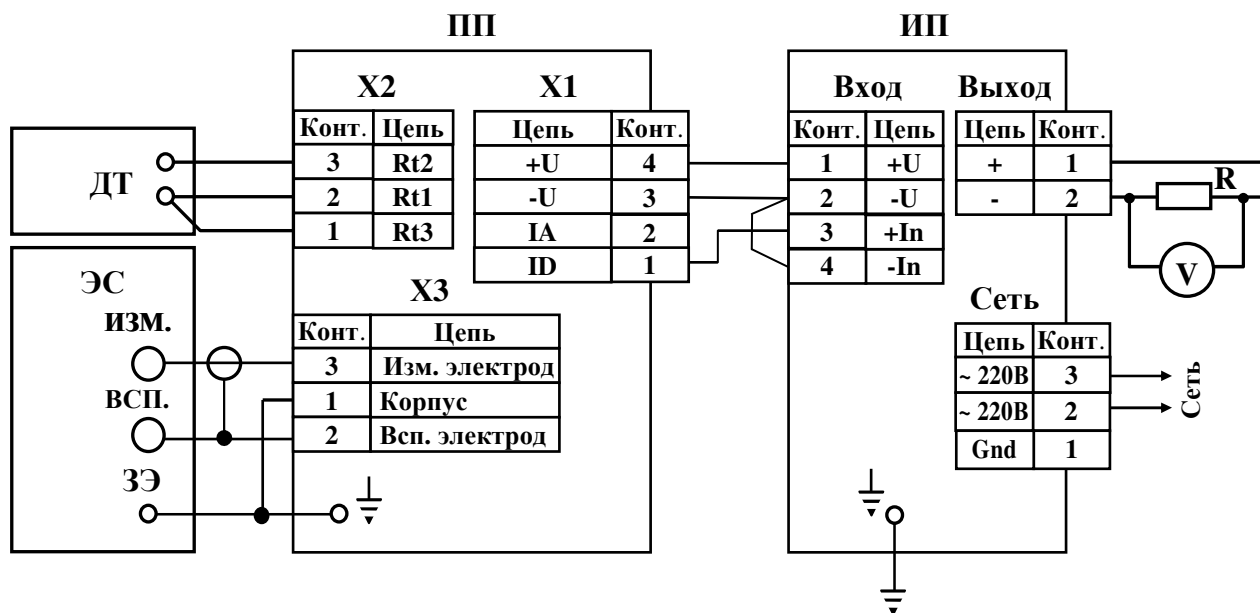 ПП
ИП
Х2
Х1
Вход
Выход
Конт. Цепь
Цепь Конт.
Конт. Цепь
Цепь Конт.
3 Rt2
+U 4
1 +U
+ 1
ДТ
2 Rt1
-U 3
2 -U
- 2
R
1 Rt3
IA 2
3 +In
ID 1
4 -In
V
ЭС
Х3
Сеть
ИЗМ.
Конт. Цепь
Цепь Конт.
3 Изм. электрод
~ 220В 3
ВСП.
1 Корпус
~ 220В 2
Сеть
2 Всп. электрод
Gnd 1
ЗЭ